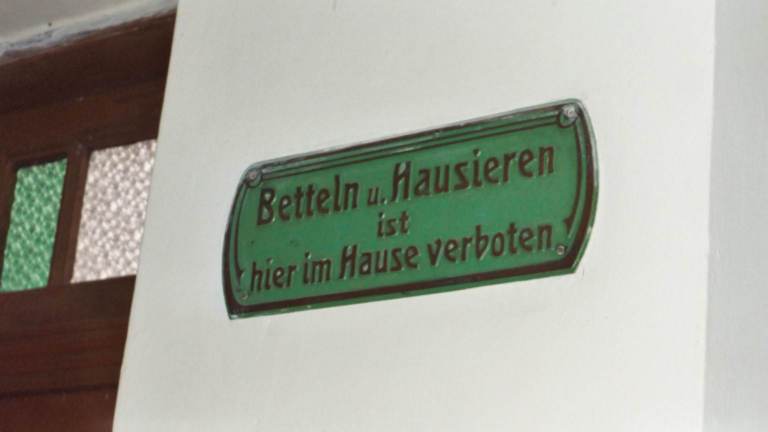 Betteln u. Hausieren
ist
hier im Hause verboten